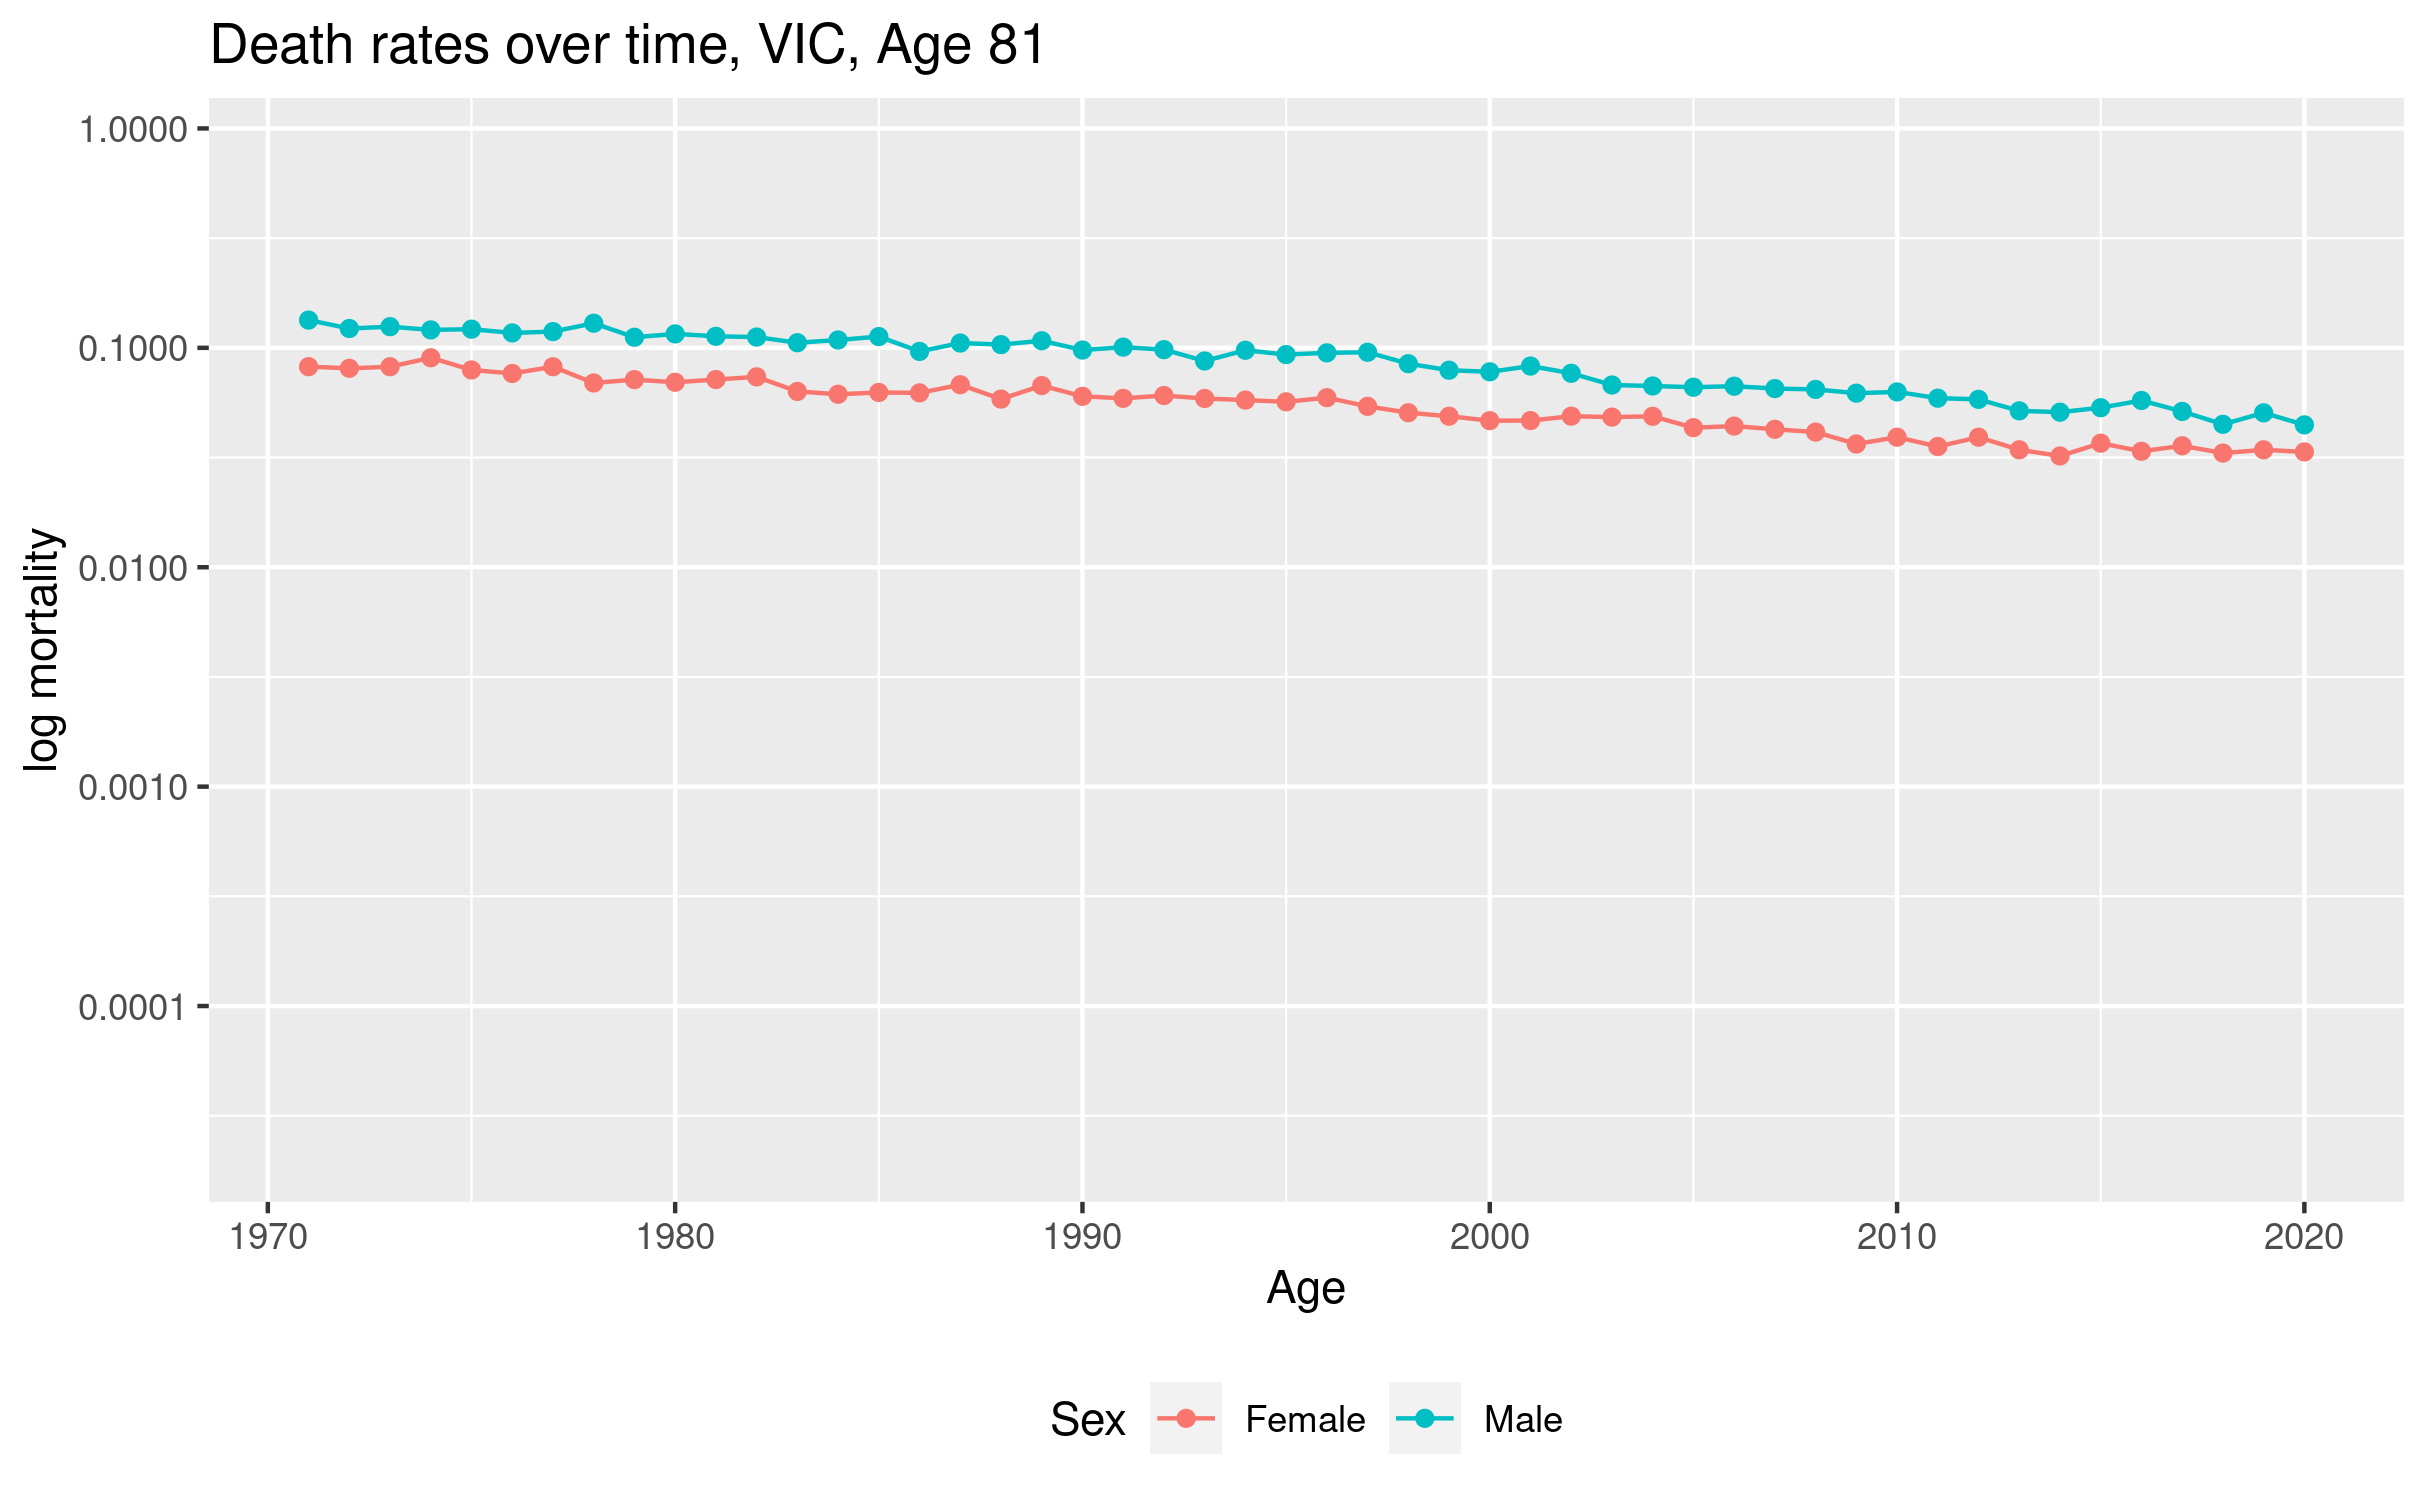 Death rates over time, VIC, Age 81
1.0000
0.1000
0.0100
0.0010
0.0001
log mortality
1970 1980 1990 2000 2010 2020
Age
Sex Female Male